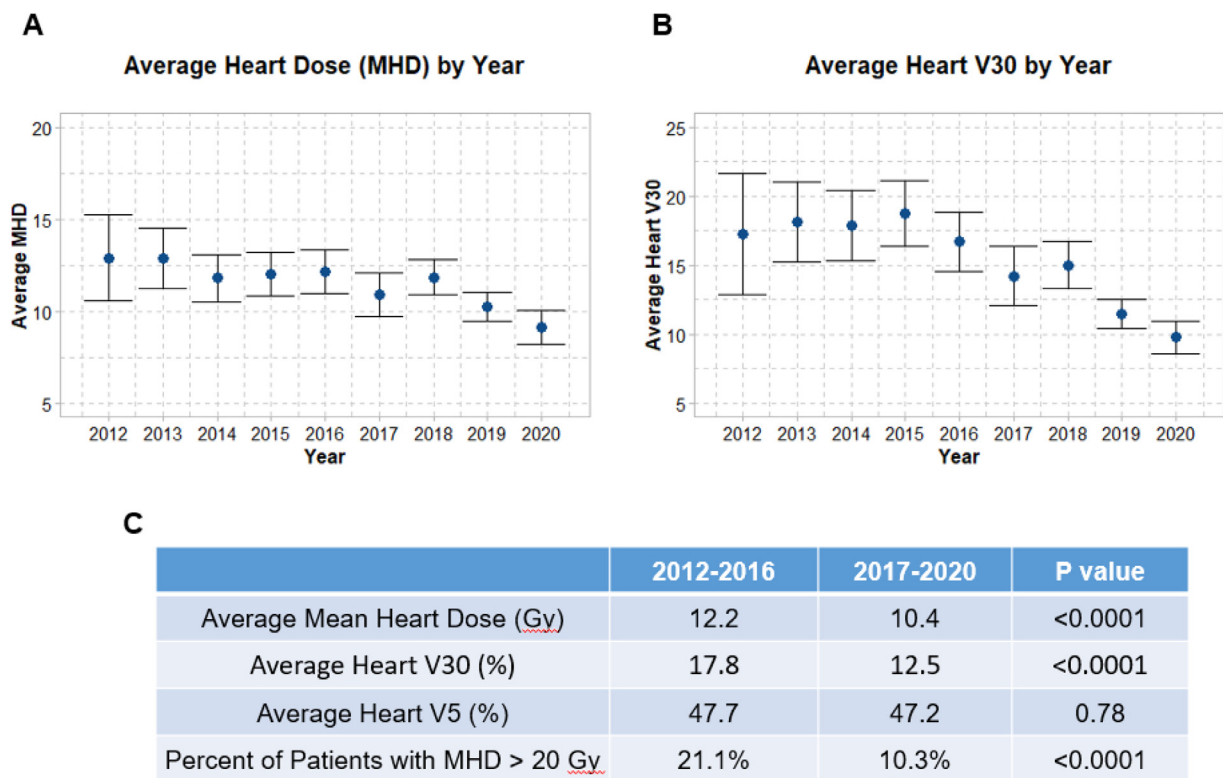 A
Average Heart Dose (MHD) by Year
20
15
10
5
Average MHD
2012 2013 2014 2015 2016 2017 2018 2019 2020
Year
B
Average Heart V30 by Year
25
20
15
10
5
Average Heart V30
2012 2013 2014 2015 2016 2017 2018 2019 2020
Year
C
2012-2016 2017-2020 P value
Average Mean Heart Dose (Gy) 12.2 10.4 <0.0001
Average Heart V30 (%) 17.8 12.5 <0.0001
Average Heart V5 (%) 47.7 47.2 0.78
Percent of Patients with MHD > 20 Gy 21.1% 10.3% <0.0001